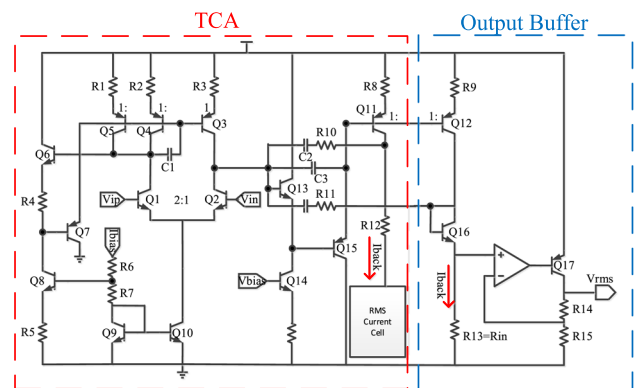 TCA
Output Buffer
R1
R2
R3
R8
R9
1:
1:
1
Q11
1:
1:
Q5
Q4
Q3
Q12
Q6
C1
R10
C2
C3
Vip
Q1
2:1
Q2
Vin
Q13
R11
R4
Q7
Ibias
R12
Q16
Q15
Iback
Q8
R6
R7
Vbias
Q14
Iback
Q17
Vrms
R14
RMS
Current
Cell
R5
Q9
Q10
R13=Rin
R15
+
−